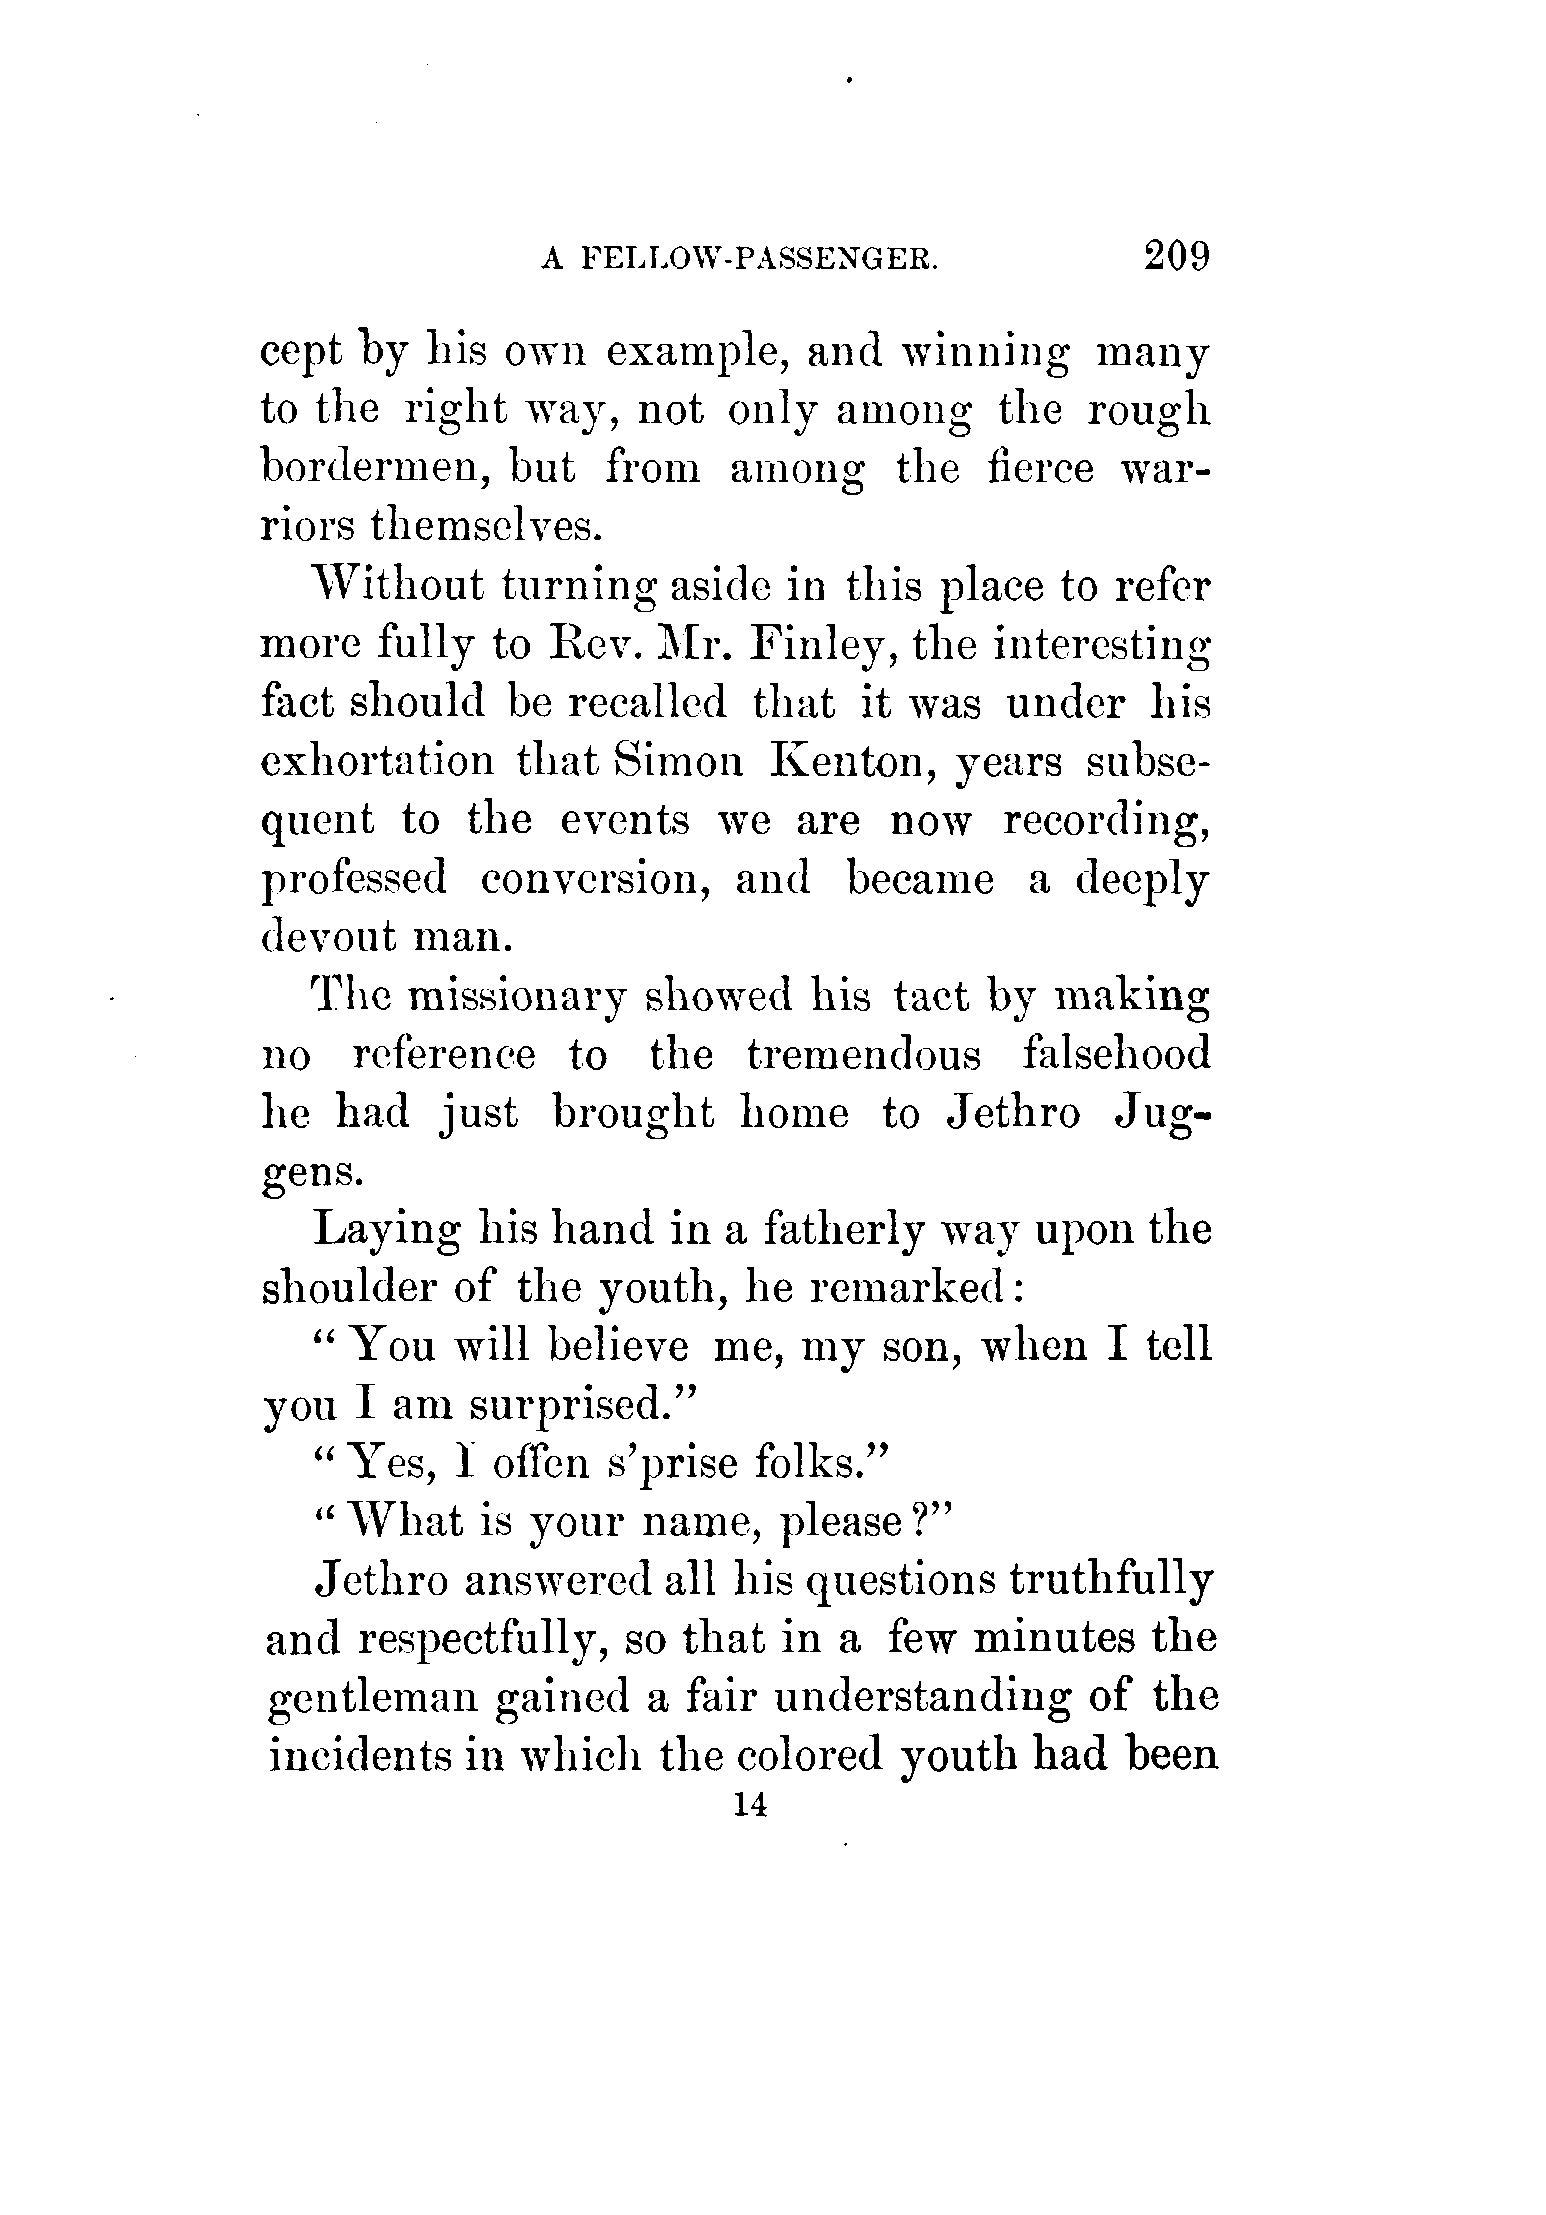 A FELLOW-PASSENGER. 209
cept by his own example, and winning many
to the right way, not only among the rough
bordermen, but from among the fierce war-
riors themselves.
Without turning aside in this place to refer
more fully to Rev. Mr. Finley, the interesting
fact should be recalled that it was under his
exhortation that Simon Kenton, years subse-
quent to the events we are now recording,
professed conversion, and became a deeply
devout man.
The missionary showed his tact by making
no reference to the tremendous falsehood
he had just brought home to Jethro Jug-
gens.
Laying his hand in a fatherly way upon the
shoulder of the youth, he remarked:
“You will believe me, my son, when I tell
you I am surprised.”
“Yes, I offen s’prise folks.”
“What is your name, please?”
Jethro answered all his questions truthfully
and respectfully, so that in a few minutes the
gentleman gained a fair understanding of the
incidents in which the colored youth had been
14